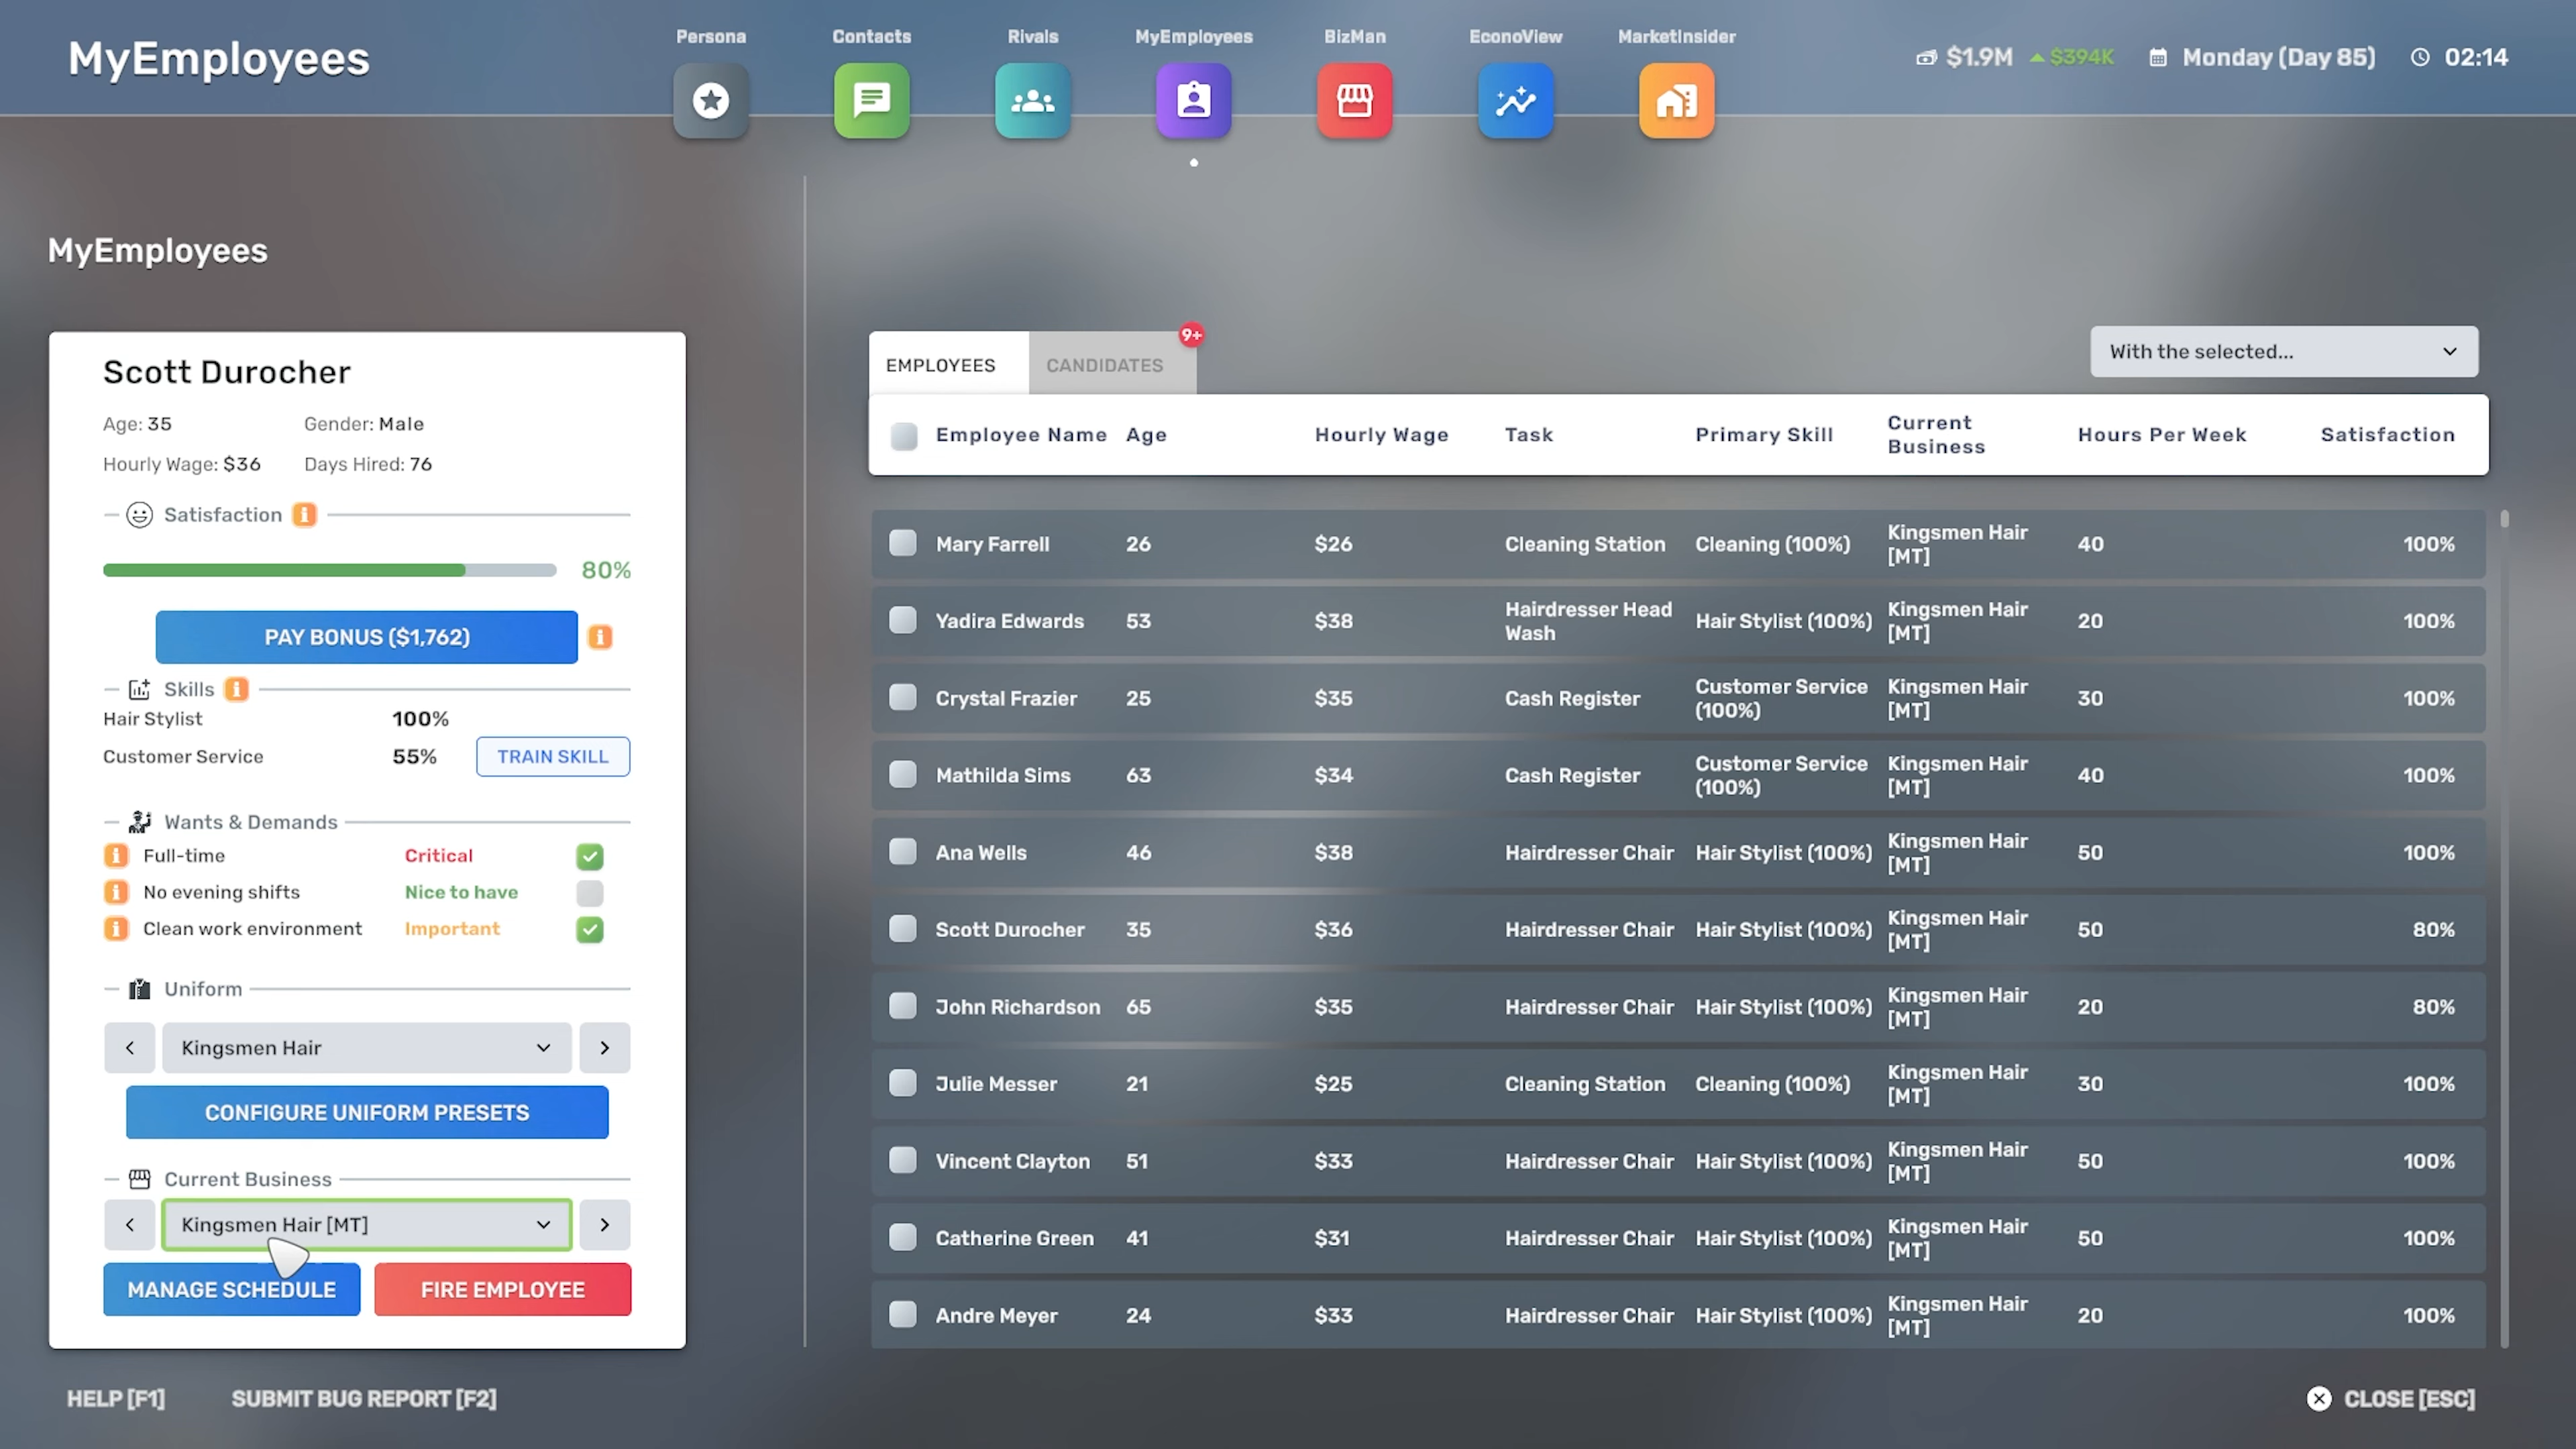 MyEmployees
Persona
Contacts
Rivals
MyEmployees
BizMan
EconoView
MarketInsider
$1.9M
$394K
Monday (Day 85)
02:14
MyEmployees
Scott Durocher
Age: 35
Gender: Male
Hourly Wage: $36
Days Hired: 76
Satisfaction
80%
PAY BONUS ($1,762)
Skills
Hair Stylist 100%
Customer Service 55% TRAIN SKILL
Wants & Demands
Full-time Critical
No evening shifts Nice to have
Clean work environment Important
Uniform
Kingsmen Hair
CONFIGURE UNIFORM PRESETS
Current Business
Kingsmen Hair [MT]
MANAGE SCHEDULE
FIRE EMPLOYEE
EMPLOYEES
CANDIDATES
9+
With the selected...
Employee Name Age Hourly Wage Task Primary Skill Current Business Hours Per Week Satisfaction
Mary Farrell 26 $26 Cleaning Station Cleaning (100%) Kingsmen Hair [MT] 40 100%
Yadira Edwards 53 $38 Hairdresser Head Wash Hair Stylist (100%) Kingsmen Hair [MT] 20 100%
Crystal Frazier 25 $35 Cash Register Customer Service (100%) Kingsmen Hair [MT] 30 100%
Mathilda Sims 63 $34 Cash Register Customer Service (100%) Kingsmen Hair [MT] 40 100%
Ana Wells 46 $38 Hairdresser Chair Hair Stylist (100%) Kingsmen Hair [MT] 50 100%
Scott Durocher 35 $36 Hairdresser Chair Hair Stylist (100%) Kingsmen Hair [MT] 50 80%
John Richardson 65 $35 Hairdresser Chair Hair Stylist (100%) Kingsmen Hair [MT] 20 80%
Julie Messer 21 $25 Cleaning Station Cleaning (100%) Kingsmen Hair [MT] 30 100%
Vincent Clayton 51 $33 Hairdresser Chair Hair Stylist (100%) Kingsmen Hair [MT] 50 100%
Catherine Green 41 $31 Hairdresser Chair Hair Stylist (100%) Kingsmen Hair [MT] 50 100%
Andre Meyer 24 $33 Hairdresser Chair Hair Stylist (100%) Kingsmen Hair [MT] 20 100%
HELP [F1]
SUBMIT BUG REPORT [F2]
CLOSE [ESC]